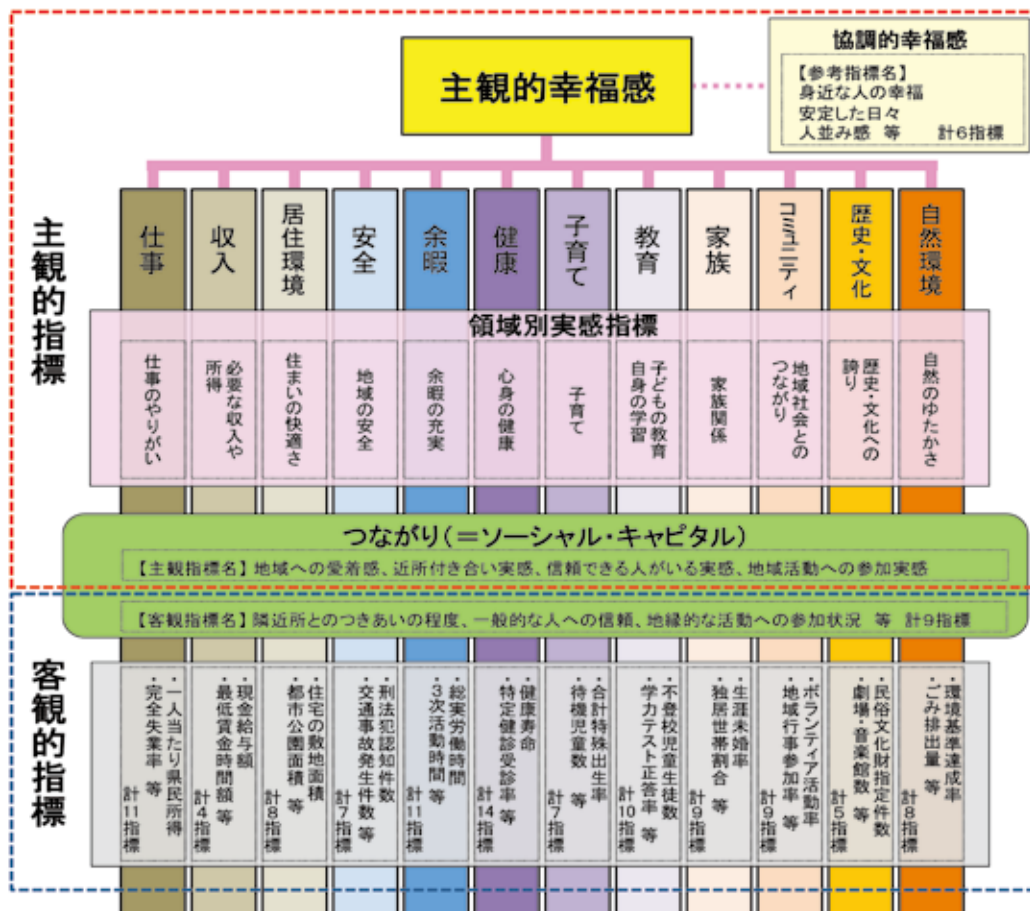 協調的幸福感
【参考指標名】
身近な人の幸福
安定した日々
人並み感 等 計6指標
主観的幸福感
主観的指標
仕事
収入
居住環境
安全
余暇
健康
子育て
教育
家族
コミュニティ
歴史・文化
自然環境
領域別実感指標
仕事のやりがい
必要な収入や
所得
住まいの快適さ
地域の安全
余暇の充実
心身の健康
子育て
子どもの教育
自身の学習
家族関係
地域社会との
つながり
歴史・文化への
誇り
自然のゆたかさ
つながり(=ソーシャル・キャピタル)
【主観指標名】地域への愛着感、近所付き合い実感、信頼できる人がいる実感、地域活動への参加実感
【客観指標名】隣近所とのつきあいの程度、一般的な人への信頼、地縁的な活動への参加状況 等 計9指標
客観的指標
・一人当たり県民所得
・完全失業率 等
計11指標
・現金給与額
・最低賃金時間額 等
計4指標
・住宅の敷地面積
・都市公園面積 等
計8指標
・刑法犯認知件数
・交通事故発生件数 等
計7指標
・総実労働時間
・3次活動時間 等
計11指標
・健康寿命
・特定健診受診率 等
計14指標
・合計特殊出生率
・待機児童数 等
計7指標
・不登校児童生徒数
・学力テスト正答率 等
計10指標
・生涯未婚率
・独居世帯割合 等
計9指標
・ボランティア活動率
・地域行事参加率 等
計9指標
・民俗文化財指定件数
・劇場・音楽館数 等
計5指標
・環境基準達成率
・ごみ排出量 等
計8指標